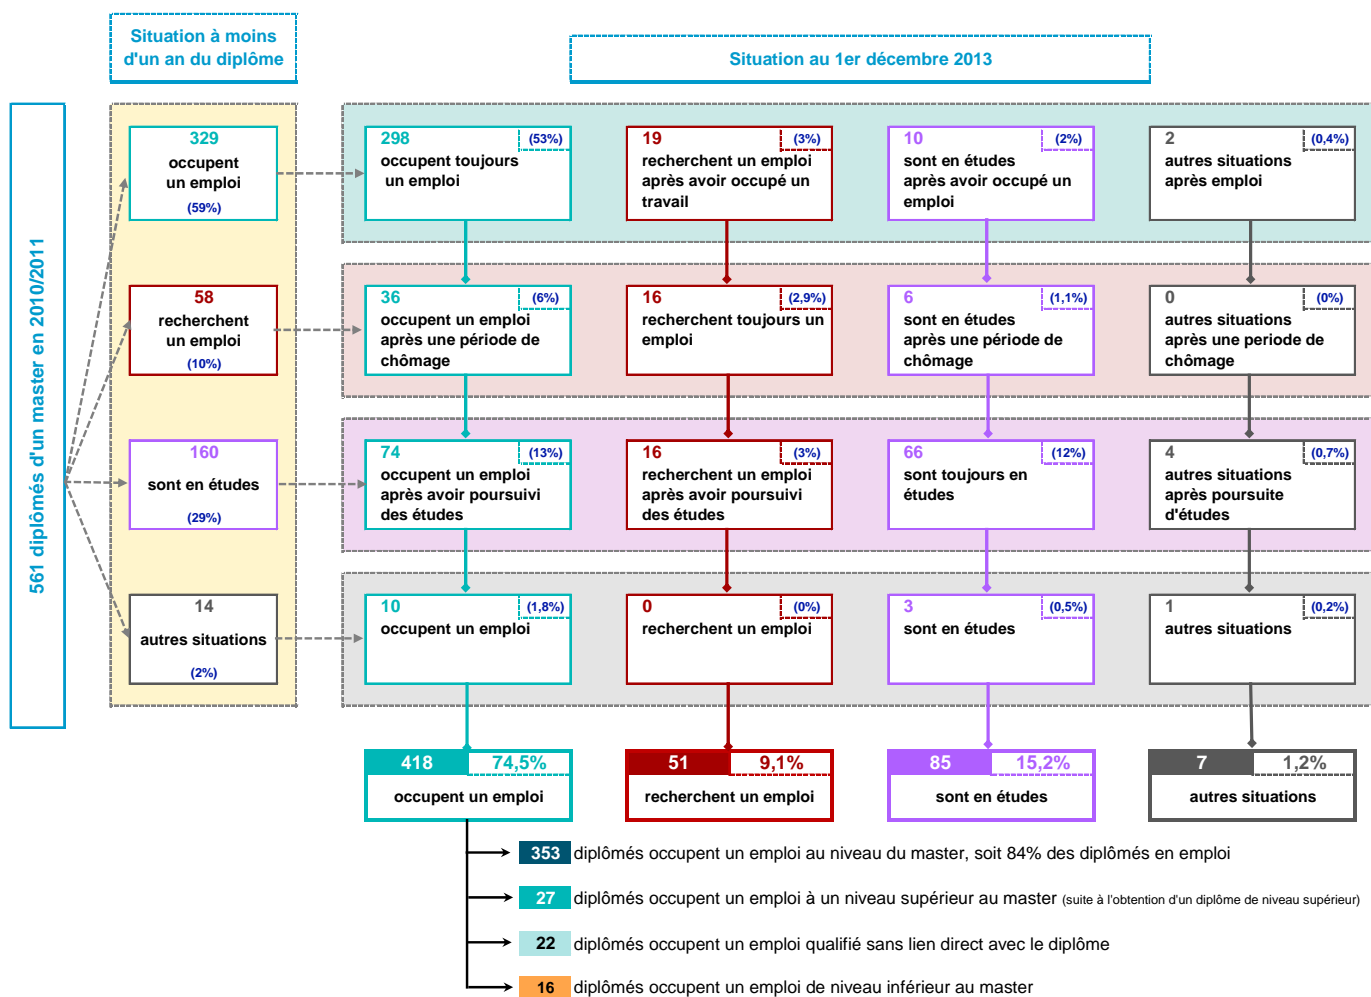 Situation à moins
d'un an du diplôme
Situation au 1er décembre 2013
561 diplômés d'un master en 2010/2011
329
occupent
un emploi
(59%)
298
(53%)
occupent toujours
un emploi
19
(3%)
recherchent un emploi
après avoir occupé un
travail
10
(2%)
sont en études
après avoir occupé un
emploi
2
(0,4%)
autres situations
après emploi
58
recherchent
un emploi
(10%)
36
(6%)
occupent un emploi
après une période de
chômage
16
(2,9%)
recherchent toujours un
emploi
6
(1,1%)
sont en études
après une période de
chômage
0
(0%)
autres situations
après une periode de
chômage
160
sont en études
(29%)
74
(13%)
occupent un emploi
après avoir poursuivi
des études
16
(3%)
recherchent un emploi
après avoir poursuivi
des études
66
(12%)
sont toujours en
études
4
(0,7%)
autres situations
après poursuite
d'études
14
autres situations
(2%)
10
(1,8%)
occupent un emploi
0
(0%)
recherchent un emploi
3
(0,5%)
sont en études
1
(0,2%)
autres situations
418
74,5%
occupent un emploi
51
9,1%
recherchent un emploi
85
15,2%
sont en études
7
1,2%
autres situations
353 diplômés occupent un emploi au niveau du master, soit 84% des diplômés en emploi
27 diplômés occupent un emploi à un niveau supérieur au master (suite à l'obtention d'un diplôme de niveau supérieur)
22 diplômés occupent un emploi qualifié sans lien direct avec le diplôme
16 diplômés occupent un emploi de niveau inférieur au master